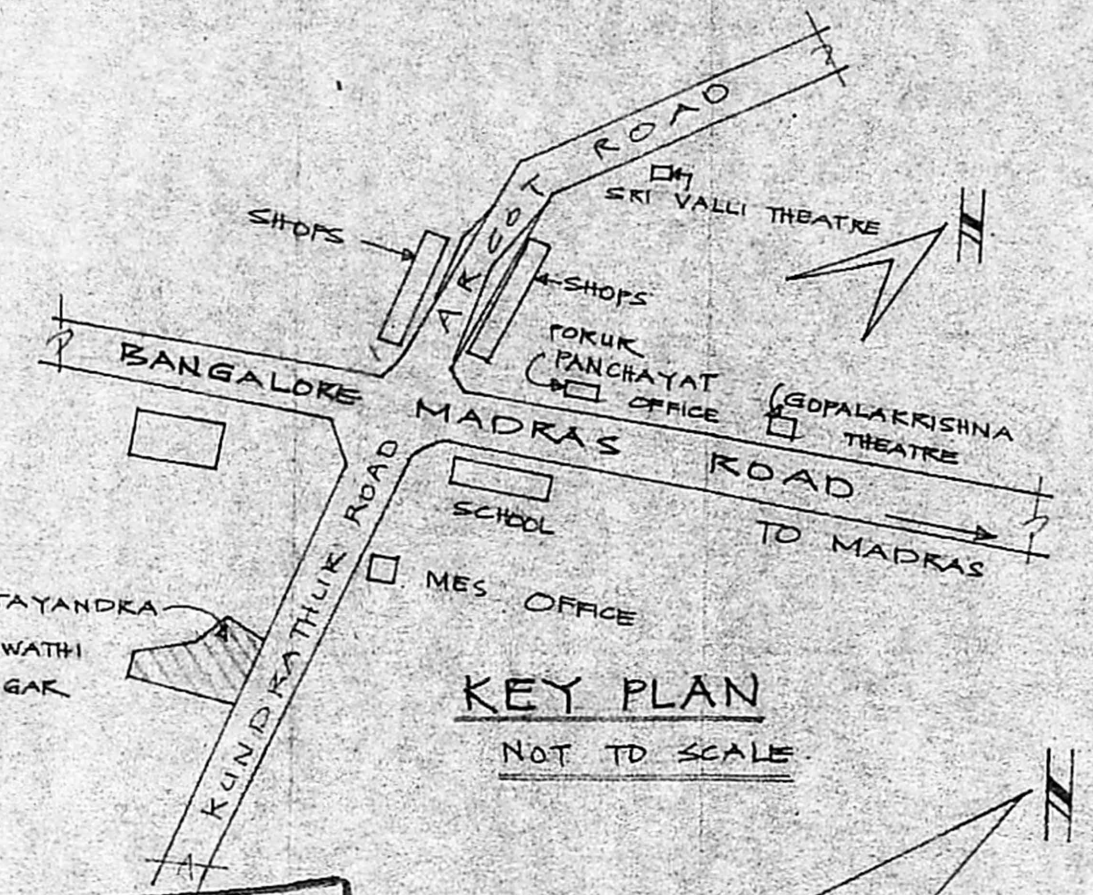 ARCOT ROAD
SRI VALLI THEATRE
N
SHOPS
SHOPS
PORUR
PANCHAYAT
OFFICE
GOPALAKRISHNA
THEATRE
BANGALORE MADRAS ROAD
TO MADRAS
SCHOOL
KUNDRATHUR ROAD
MES OFFICE
TAYANDRA
WATHI
GAR
KEY PLAN
NOT TO SCALE
N